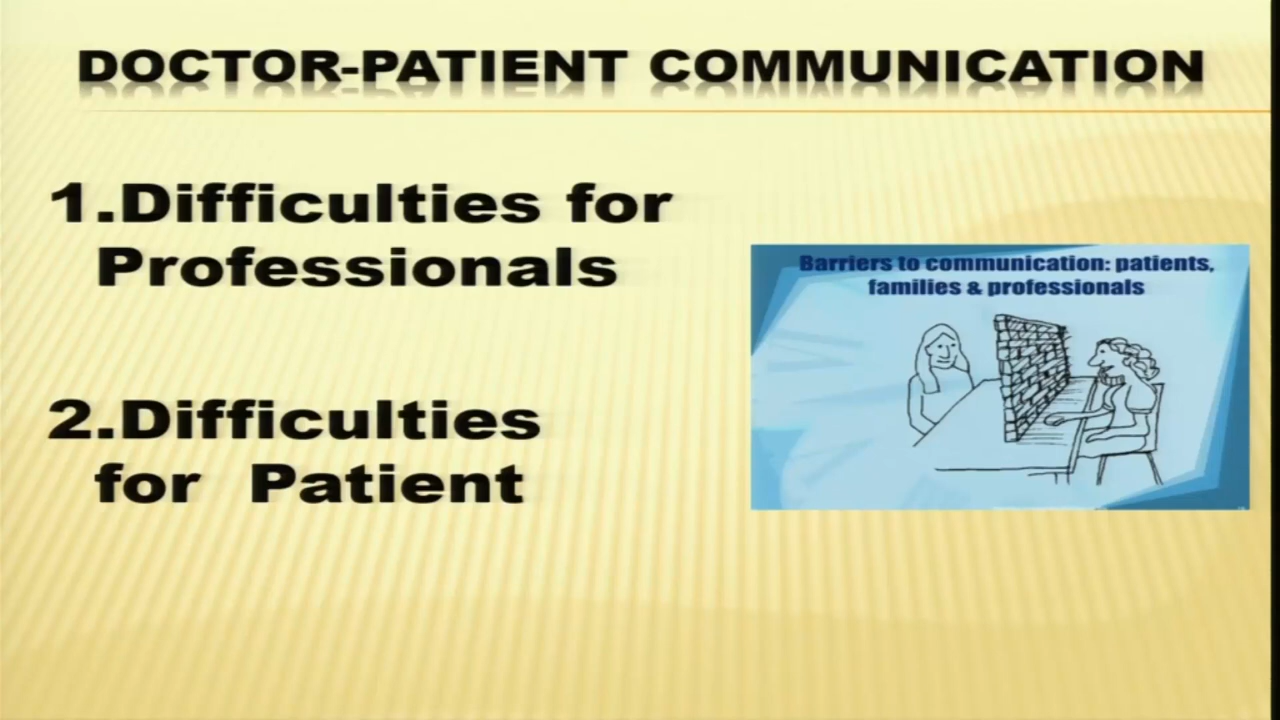 DOCTOR-PATIENT COMMUNICATION
1.Difficulties for
Professionals
2.Difficulties
for Patient
Barriers to communication: patients,
families & professionals